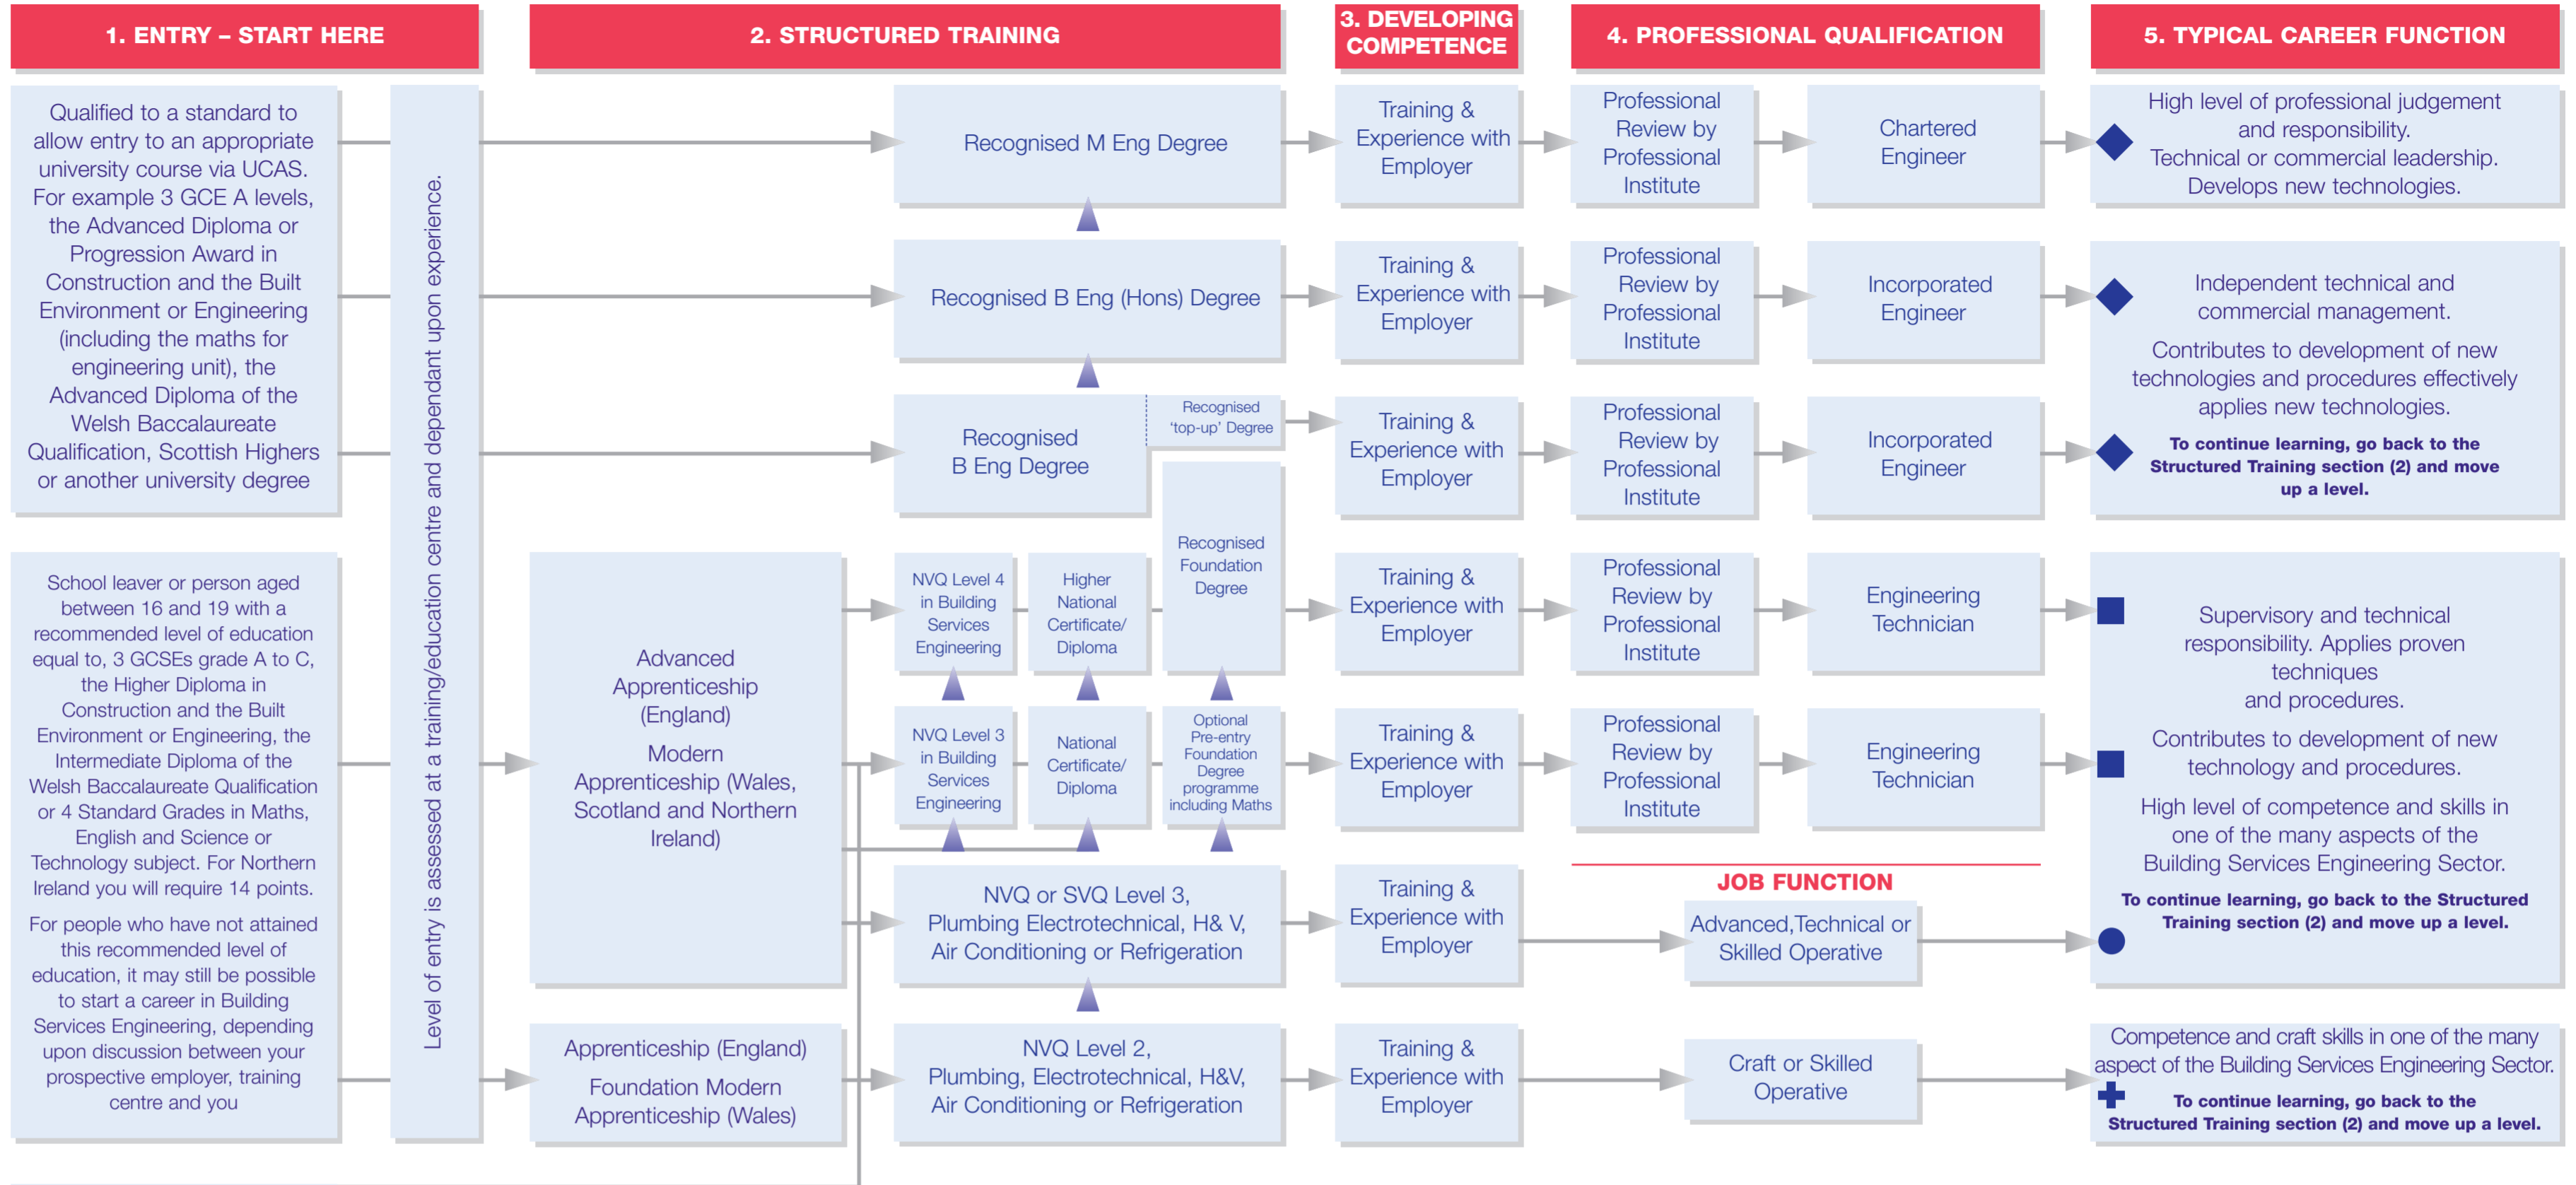 1. ENTRY – START HERE
2. STRUCTURED TRAINING
3. DEVELOPING
COMPETENCE
4. PROFESSIONAL QUALIFICATION
5. TYPICAL CAREER FUNCTION
Qualified to a standard to
allow entry to an appropriate
university course via UCAS.
For example 3 GCE A levels,
the Advanced Diploma or
Progression Award in
Construction and the Built
Environment or Engineering
(including the maths for
engineering unit), the
Advanced Diploma of the
Welsh Baccalaureate
Qualification, Scottish Highers
or another university degree
School leaver or person aged
between 16 and 19 with a
recommended level of education
equal to, 3 GCSEs grade A to C,
the Higher Diploma in
Construction and the Built
Environment or Engineering, the
Intermediate Diploma of the
Welsh Baccalaureate Qualification
or 4 Standard Grades in Maths,
English and Science or
Technology subject. For Northern
Ireland you will require 14 points.
For people who have not attained
this recommended level of
education, it may still be possible
to start a career in Building
Services Engineering, depending
upon discussion between your
prospective employer, training
centre and you
Level of entry is assessed at a training/education centre and dependant upon experience.
Recognised M Eng Degree
Training &
Experience with
Employer
Professional
Review by
Professional
Institute
Chartered
Engineer
High level of professional judgement
and responsibility.
Technical or commercial leadership.
Develops new technologies.
Recognised B Eng (Hons) Degree
Training &
Experience with
Employer
Professional
Review by
Professional
Institute
Incorporated
Engineer
Independent technical and
commercial management.
Contributes to development of new
technologies and procedures effectively
applies new technologies.
To continue learning, go back to the
Structured Training section (2) and move
up a level.
Recognised
B Eng Degree
Recognised
‘top-up’ Degree
Training &
Experience with
Employer
Professional
Review by
Professional
Institute
Incorporated
Engineer
Advanced
Apprenticeship
(England)
Modern
Apprenticeship (Wales,
Scotland and Northern
Ireland)
NVQ Level 4
in Building
Services
Engineering
Higher
National
Certificate/
Diploma
Recognised
Foundation
Degree
Training &
Experience with
Employer
Professional
Review by
Professional
Institute
Engineering
Technician
Supervisory and technical
responsibility. Applies proven
techniques
and procedures.
Contributes to development of new
technology and procedures.
High level of competence and skills in
one of the many aspects of the
Building Services Engineering Sector.
To continue learning, go back to the Structured
Training section (2) and move up a level.
NVQ Level 3
in Building
Services
Engineering
National
Certificate/
Diploma
Optional
Pre-entry
Foundation
Degree
programme
including Maths
Training &
Experience with
Employer
Professional
Review by
Professional
Institute
Engineering
Technician
NVQ or SVQ Level 3,
Plumbing Electrotechnical, H& V,
Air Conditioning or Refrigeration
Training &
Experience with
Employer
JOB FUNCTION
Advanced,Technical or
Skilled Operative
Apprenticeship (England)
Foundation Modern
Apprenticeship (Wales)
NVQ Level 2,
Plumbing, Electrotechnical, H&V,
Air Conditioning or Refrigeration
Training &
Experience with
Employer
Craft or Skilled
Operative
Competence and craft skills in one of the many
aspect of the Building Services Engineering Sector.
To continue learning, go back to the
Structured Training section (2) and move up a level.